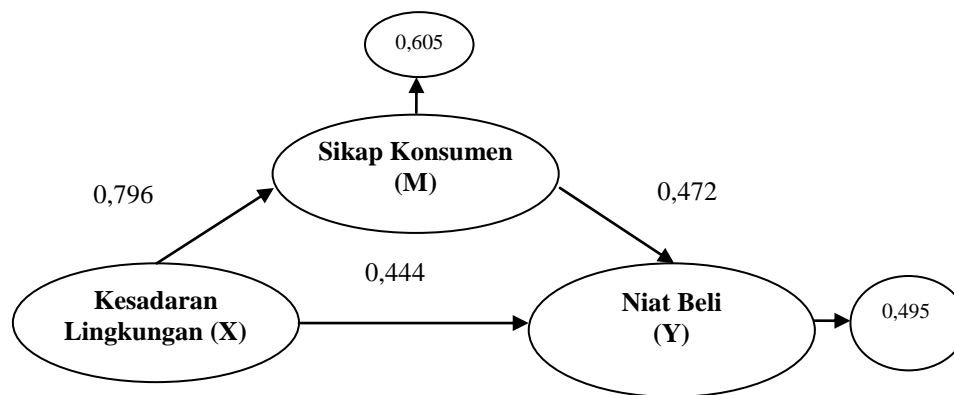 0,605
Sikap Konsumen
(M)
0,796
0,472
0,444
Kesadaran
Lingkungan (X)
Niat Beli
(Y)
0,495